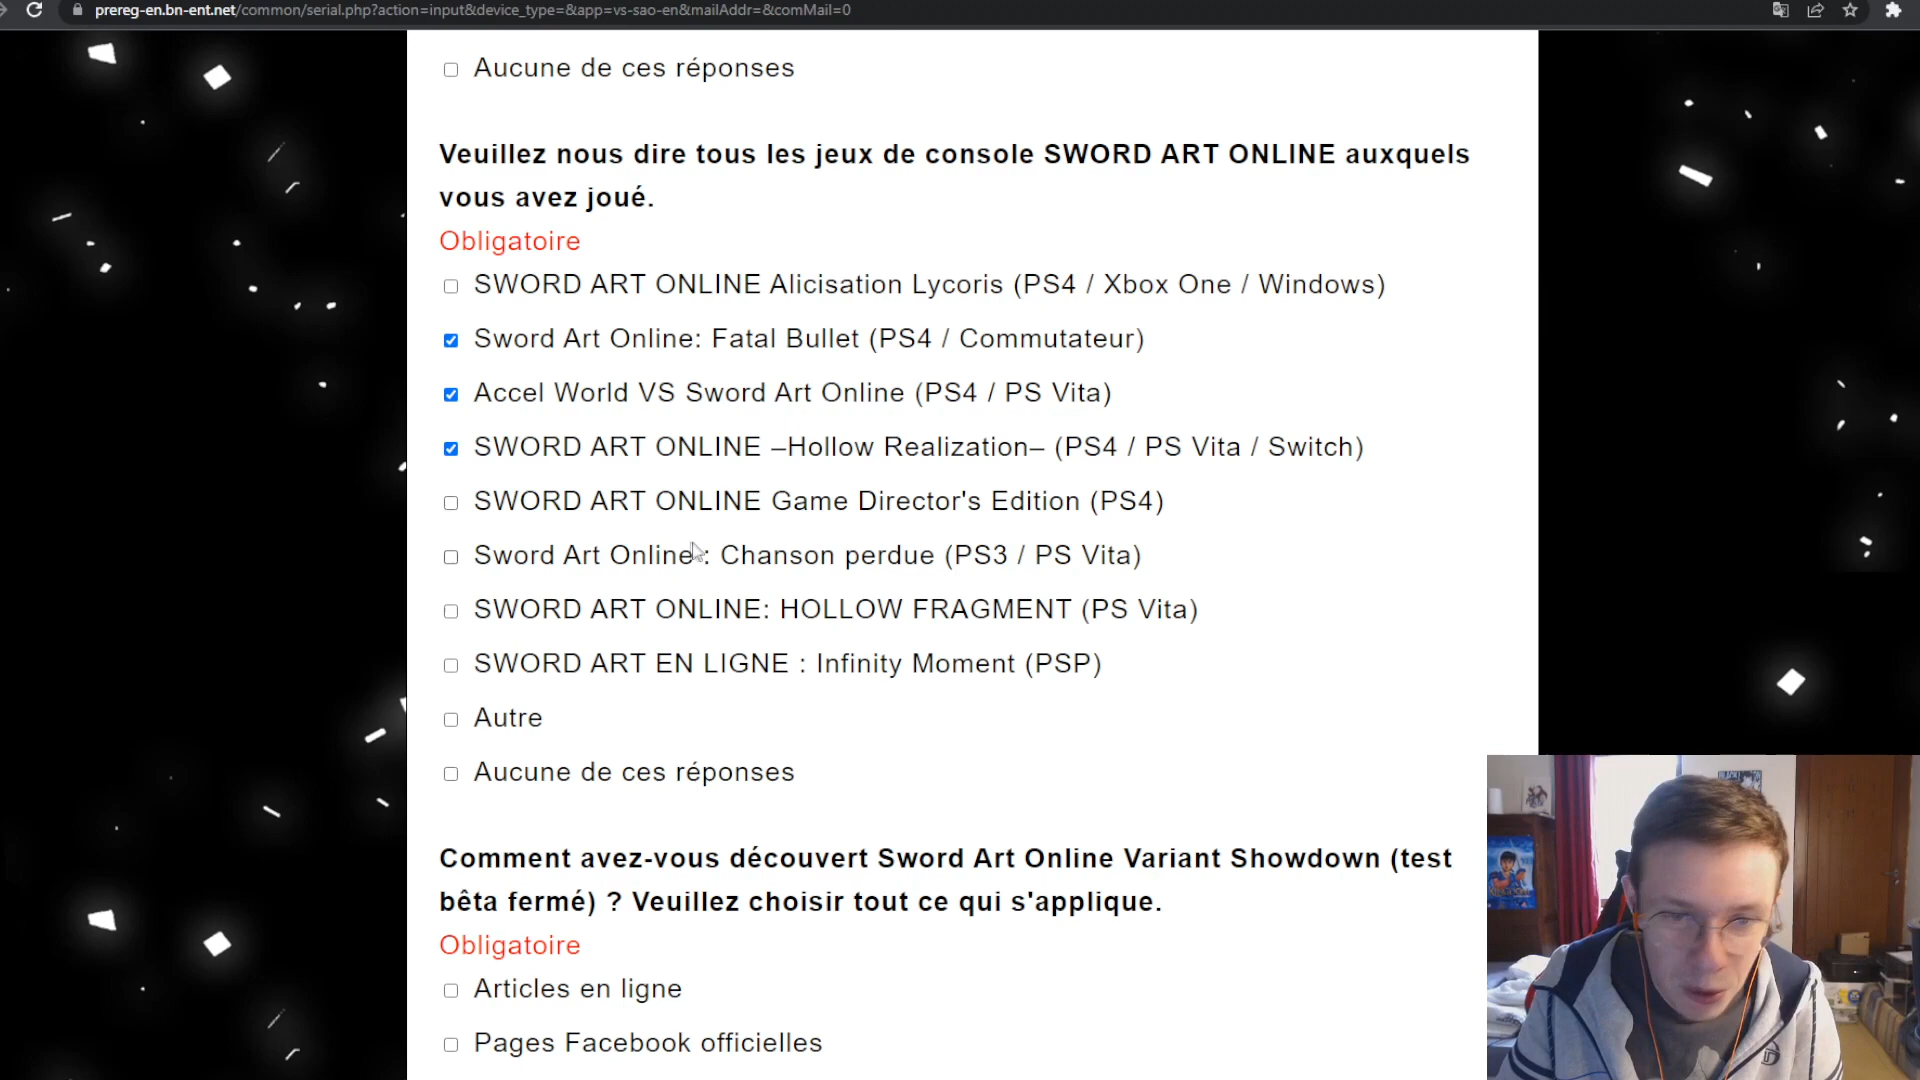 prereg-en.bn-ent.net/common/serial.php?action=input&device_type=&app=vs-sao-en&mailAddr=&comMail=0
Aucune de ces réponses
Veuillez nous dire tous les jeux de console SWORD ART ONLINE auxquels
vous avez joué.
Obligatoire
SWORD ART ONLINE Alicisation Lycoris (PS4 / Xbox One / Windows)
Sword Art Online: Fatal Bullet (PS4 / Commutateur)
Accel World VS Sword Art Online (PS4 / PS Vita)
SWORD ART ONLINE –Hollow Realization– (PS4 / PS Vita / Switch)
SWORD ART ONLINE Game Director's Edition (PS4)
Sword Art Online : Chanson perdue (PS3 / PS Vita)
SWORD ART ONLINE: HOLLOW FRAGMENT (PS Vita)
SWORD ART EN LIGNE : Infinity Moment (PSP)
Autre
Aucune de ces réponses
Comment avez-vous découvert Sword Art Online Variant Showdown (test
bêta fermé) ? Veuillez choisir tout ce qui s'applique.
Obligatoire
Articles en ligne
Pages Facebook officielles